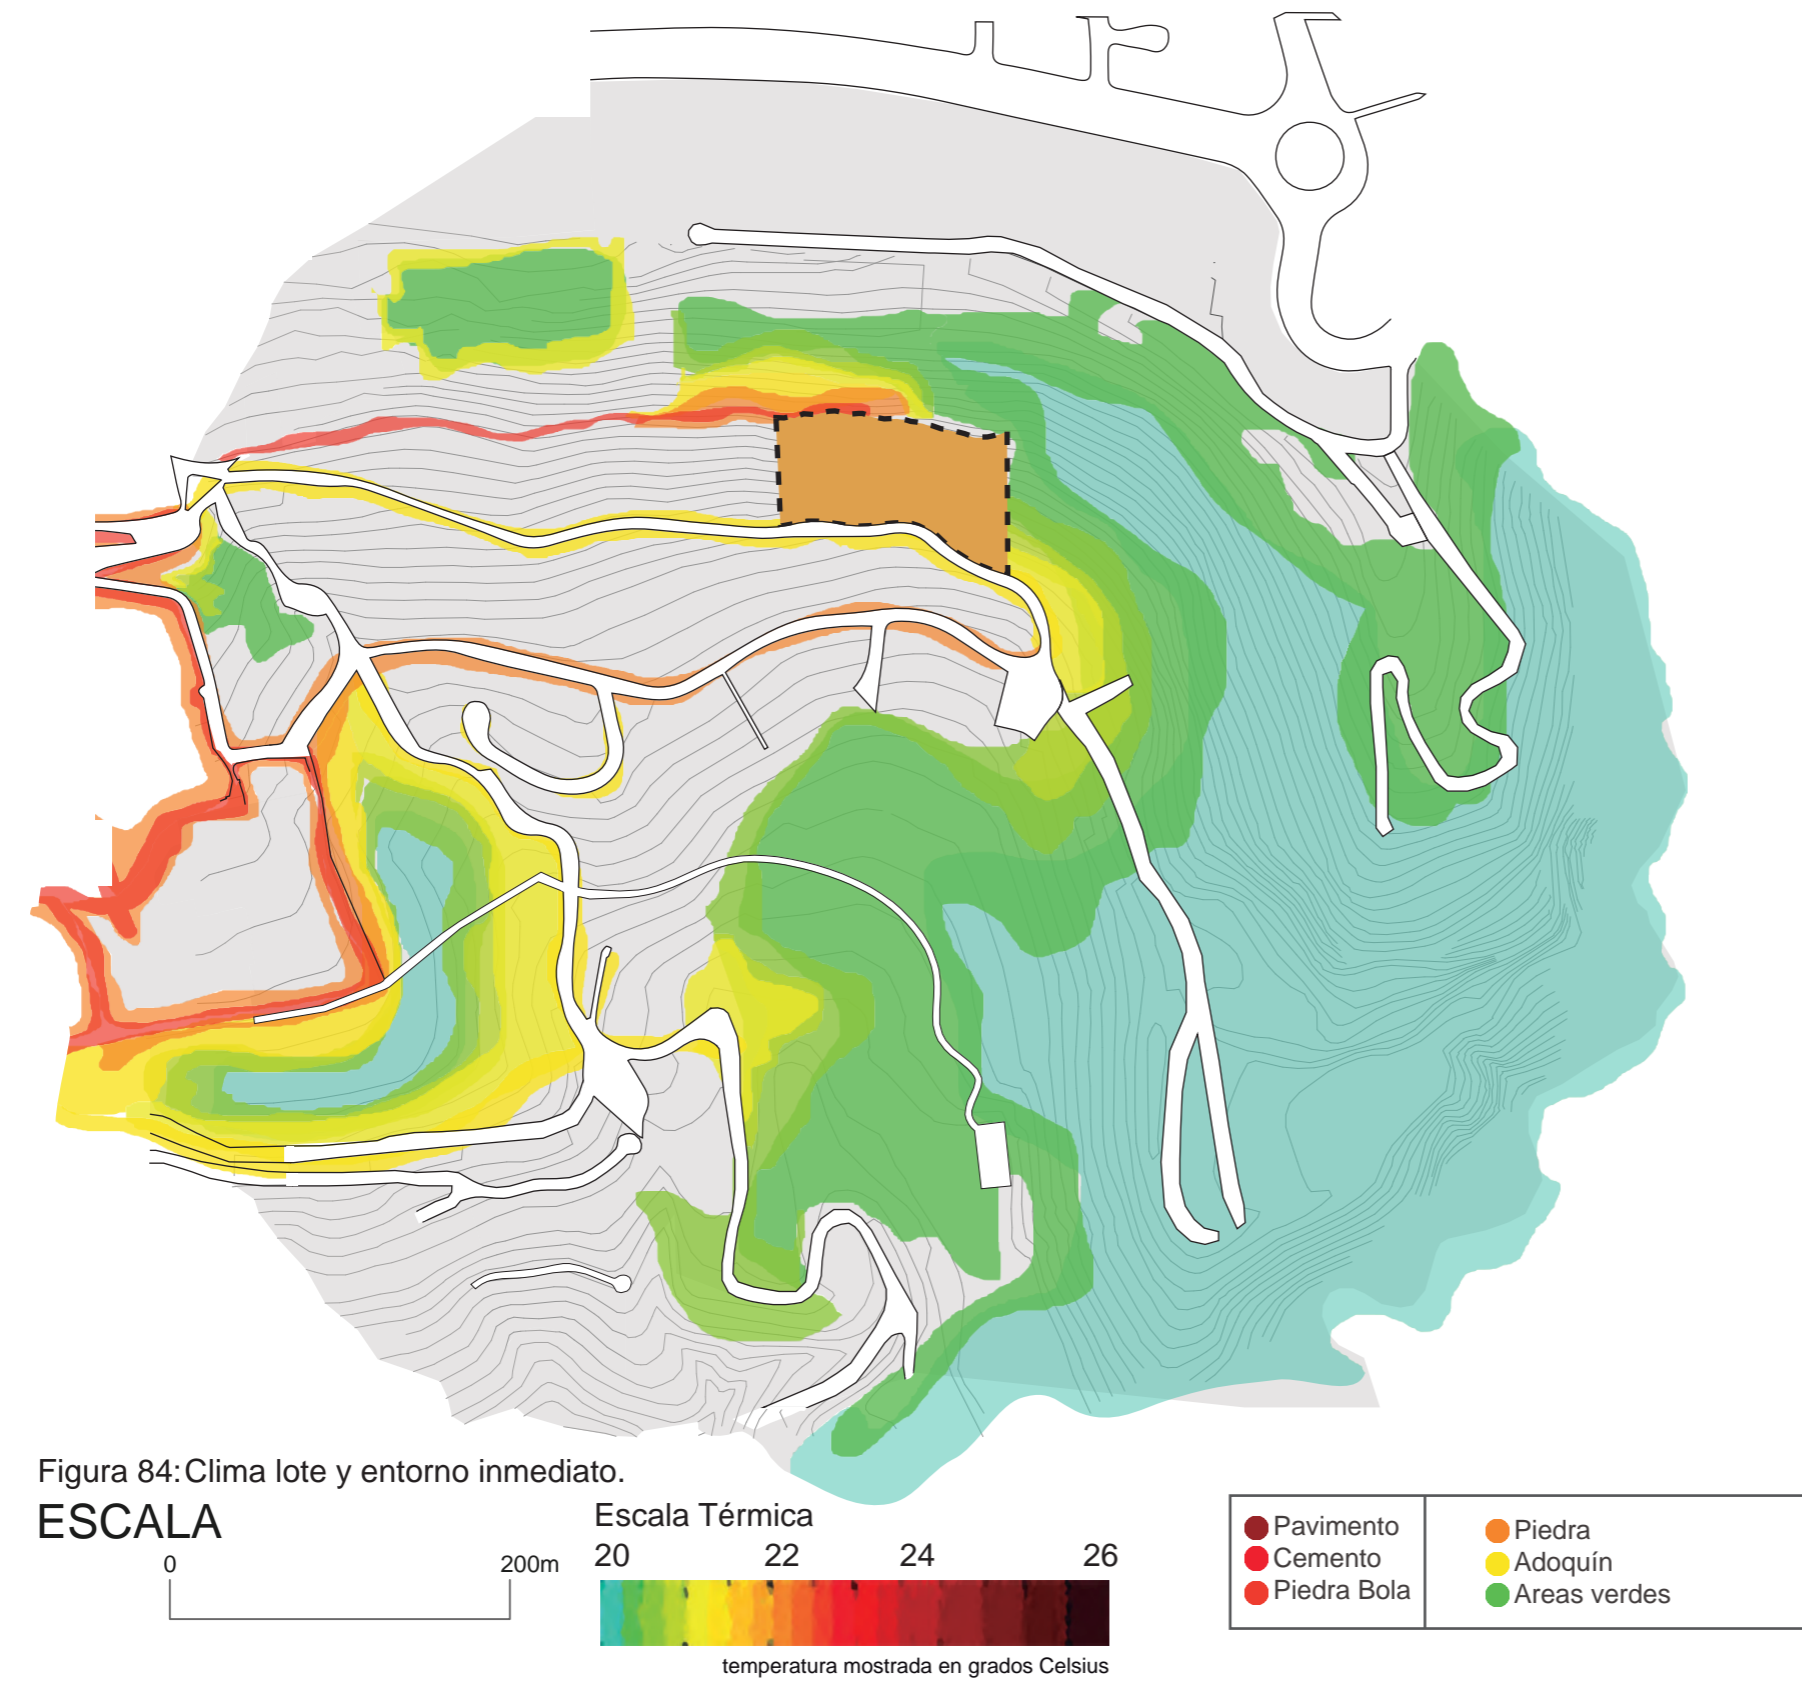 Figura 84: Clima lote y entorno inmediato.
ESCALA
0 200m
Escala Térmica
20 22 24 26
temperatura mostrada en grados Celsius
Pavimento
Cemento
Piedra Bola
Piedra
Adoquín
Areas verdes